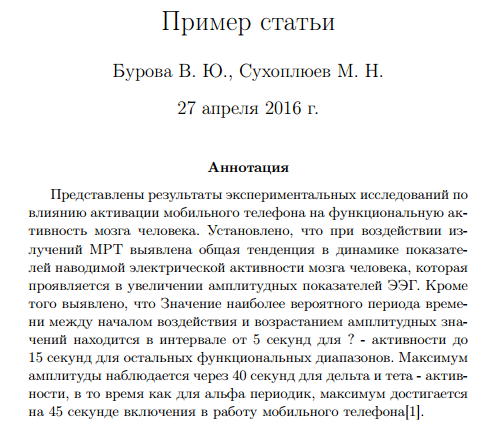 Пример статьи
Бурова В. Ю., Сухоплюев М. Н.
27 апреля 2016 г.
Аннотация
Представлены результаты экспериментальных исследований по
влиянию активации мобильного телефона на функциональную ак-
тивность мозга человека. Установлено, что при воздействии из-
лучений МРТ выявлена общая тенденция в динамике показате-
лей наводимой электрической активности мозга человека, которая
проявляется в увеличении амплитудных показателей ЭЭГ. Кроме
того выявлено, что Значение наиболее вероятного периода време-
ни между началом воздействия и возрастанием амплитудных зна-
чений находится в интервале от 5 секунд для ? - активности до
15 секунд для остальных функциональных диапазонов. Максимум
амплитуды наблюдается через 40 секунд для дельта и тета - актив-
ности, в то время как для альфа периодик, максимум достигается
на 45 секунде включения в работу мобильного телефона[1].